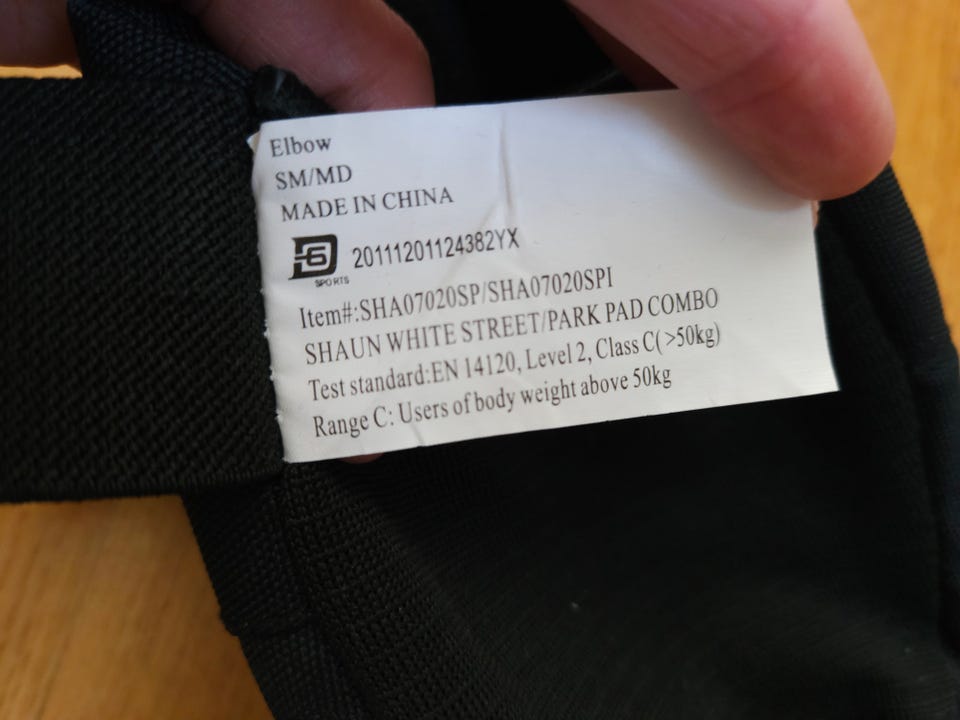 Elbow
SM/MD
MADE IN CHINA
D6 20111201124382YX
SPORTS
Item#:SHA07020SP/SHA07020SPI
SHAUN WHITE STREET/PARK PAD COMBO
Test standard:EN 14120, Level 2, Class C( >50kg)
Range C: Users of body weight above 50kg